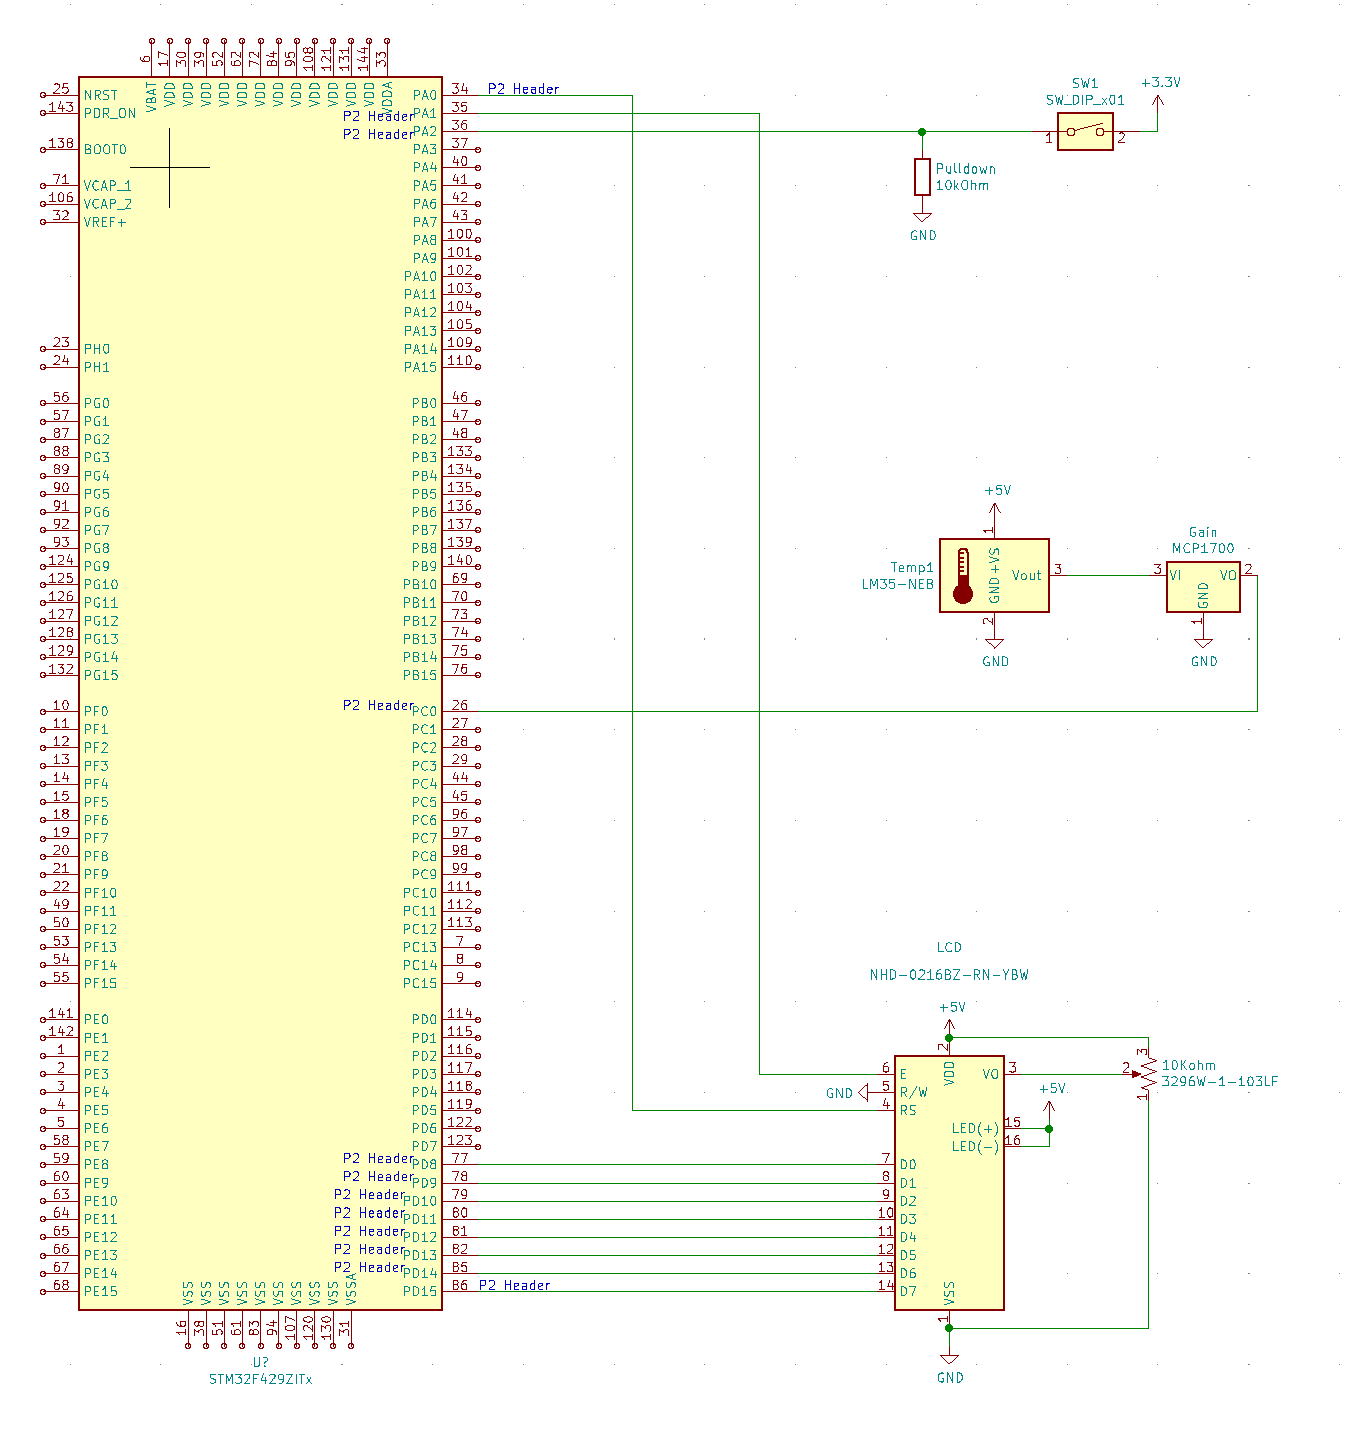 6 17 30 39 52 62 72 84 95 108 121 131 144 33
VBAT VDD VDD VDD VDD VDD VDD VDD VDD VDD VDD VDD VDD VDDA
25 NRST
143 PDR_ON
138 BOOT0
71 VCAP_1
106 VCAP_2
32 VREF+
23 PH0
24 PH1
56 PG0
57 PG1
87 PG2
88 PG3
89 PG4
90 PG5
91 PG6
92 PG7
93 PG8
124 PG9
125 PG10
126 PG11
127 PG12
128 PG13
129 PG14
132 PG15
10 PF0
11 PF1
12 PF2
13 PF3
14 PF4
15 PF5
18 PF6
19 PF7
20 PF8
21 PF9
22 PF10
49 PF11
50 PF12
53 PF13
54 PF14
55 PF15
141 PE0
142 PE1
1 PE2
2 PE3
3 PE4
4 PE5
5 PE6
58 PE7
59 PE8
60 PE9
63 PE10
64 PE11
65 PE12
66 PE13
67 PE14
68 PE15
PA0 34 P2 Header
P2 Header PA1 35
P2 Header PA2 36
PA3 37
PA4 40
PA5 41
PA6 42
PA7 43
PA8 100
PA9 101
PA10 102
PA11 103
PA12 104
PA13 105
PA14 109
PA15 110
PB0 46
PB1 47
PB2 48
PB3 133
PB4 134
PB5 135
PB6 136
PB7 137
PB8 139
PB9 140
PB10 69
PB11 70
PB12 73
PB13 74
PB14 75
PB15 76
P2 Header PC0 26
PC1 27
PC2 28
PC3 29
PC4 44
PC5 45
PC6 96
PC7 97
PC8 98
PC9 99
PC10 111
PC11 112
PC12 113
PC13 7
PC14 8
PC15 9
PD0 114
PD1 115
PD2 116
PD3 117
PD4 118
PD5 119
PD6 122
PD7 123
P2 Header PD8 77
P2 Header PD9 78
P2 Header PD10 79
P2 Header PD11 80
P2 Header PD12 81
P2 Header PD13 82
P2 Header PD14 85
PD15 86 P2 Header
VSS VSS VSS VSS VSS VSS VSS VSS VSS VSSA
16 38 51 61 83 94 107 120 130 31
U?
STM32F429ZITx
SW1
SW_DIP_x01
+3.3V
1 2
Pulldown
10kOhm
GND
+5V
1
Temp1
LM35-NEB
+VS
GND
Vout 3
2
GND
Gain
MCP1700
3 VI VO 2
GND
1
GND
LCD
NHD-0216BZ-RN-YBW
+5V
2
VDD
6 E
GND 5 R/W
4 RS
7 D0
8 D1
9 D2
10 D3
11 D4
12 D5
13 D6
14 D7
VO 3
+5V
LED(+) 15
LED(-) 16
3
2
1
10Kohm
3296W-1-103LF
VSS
1
GND